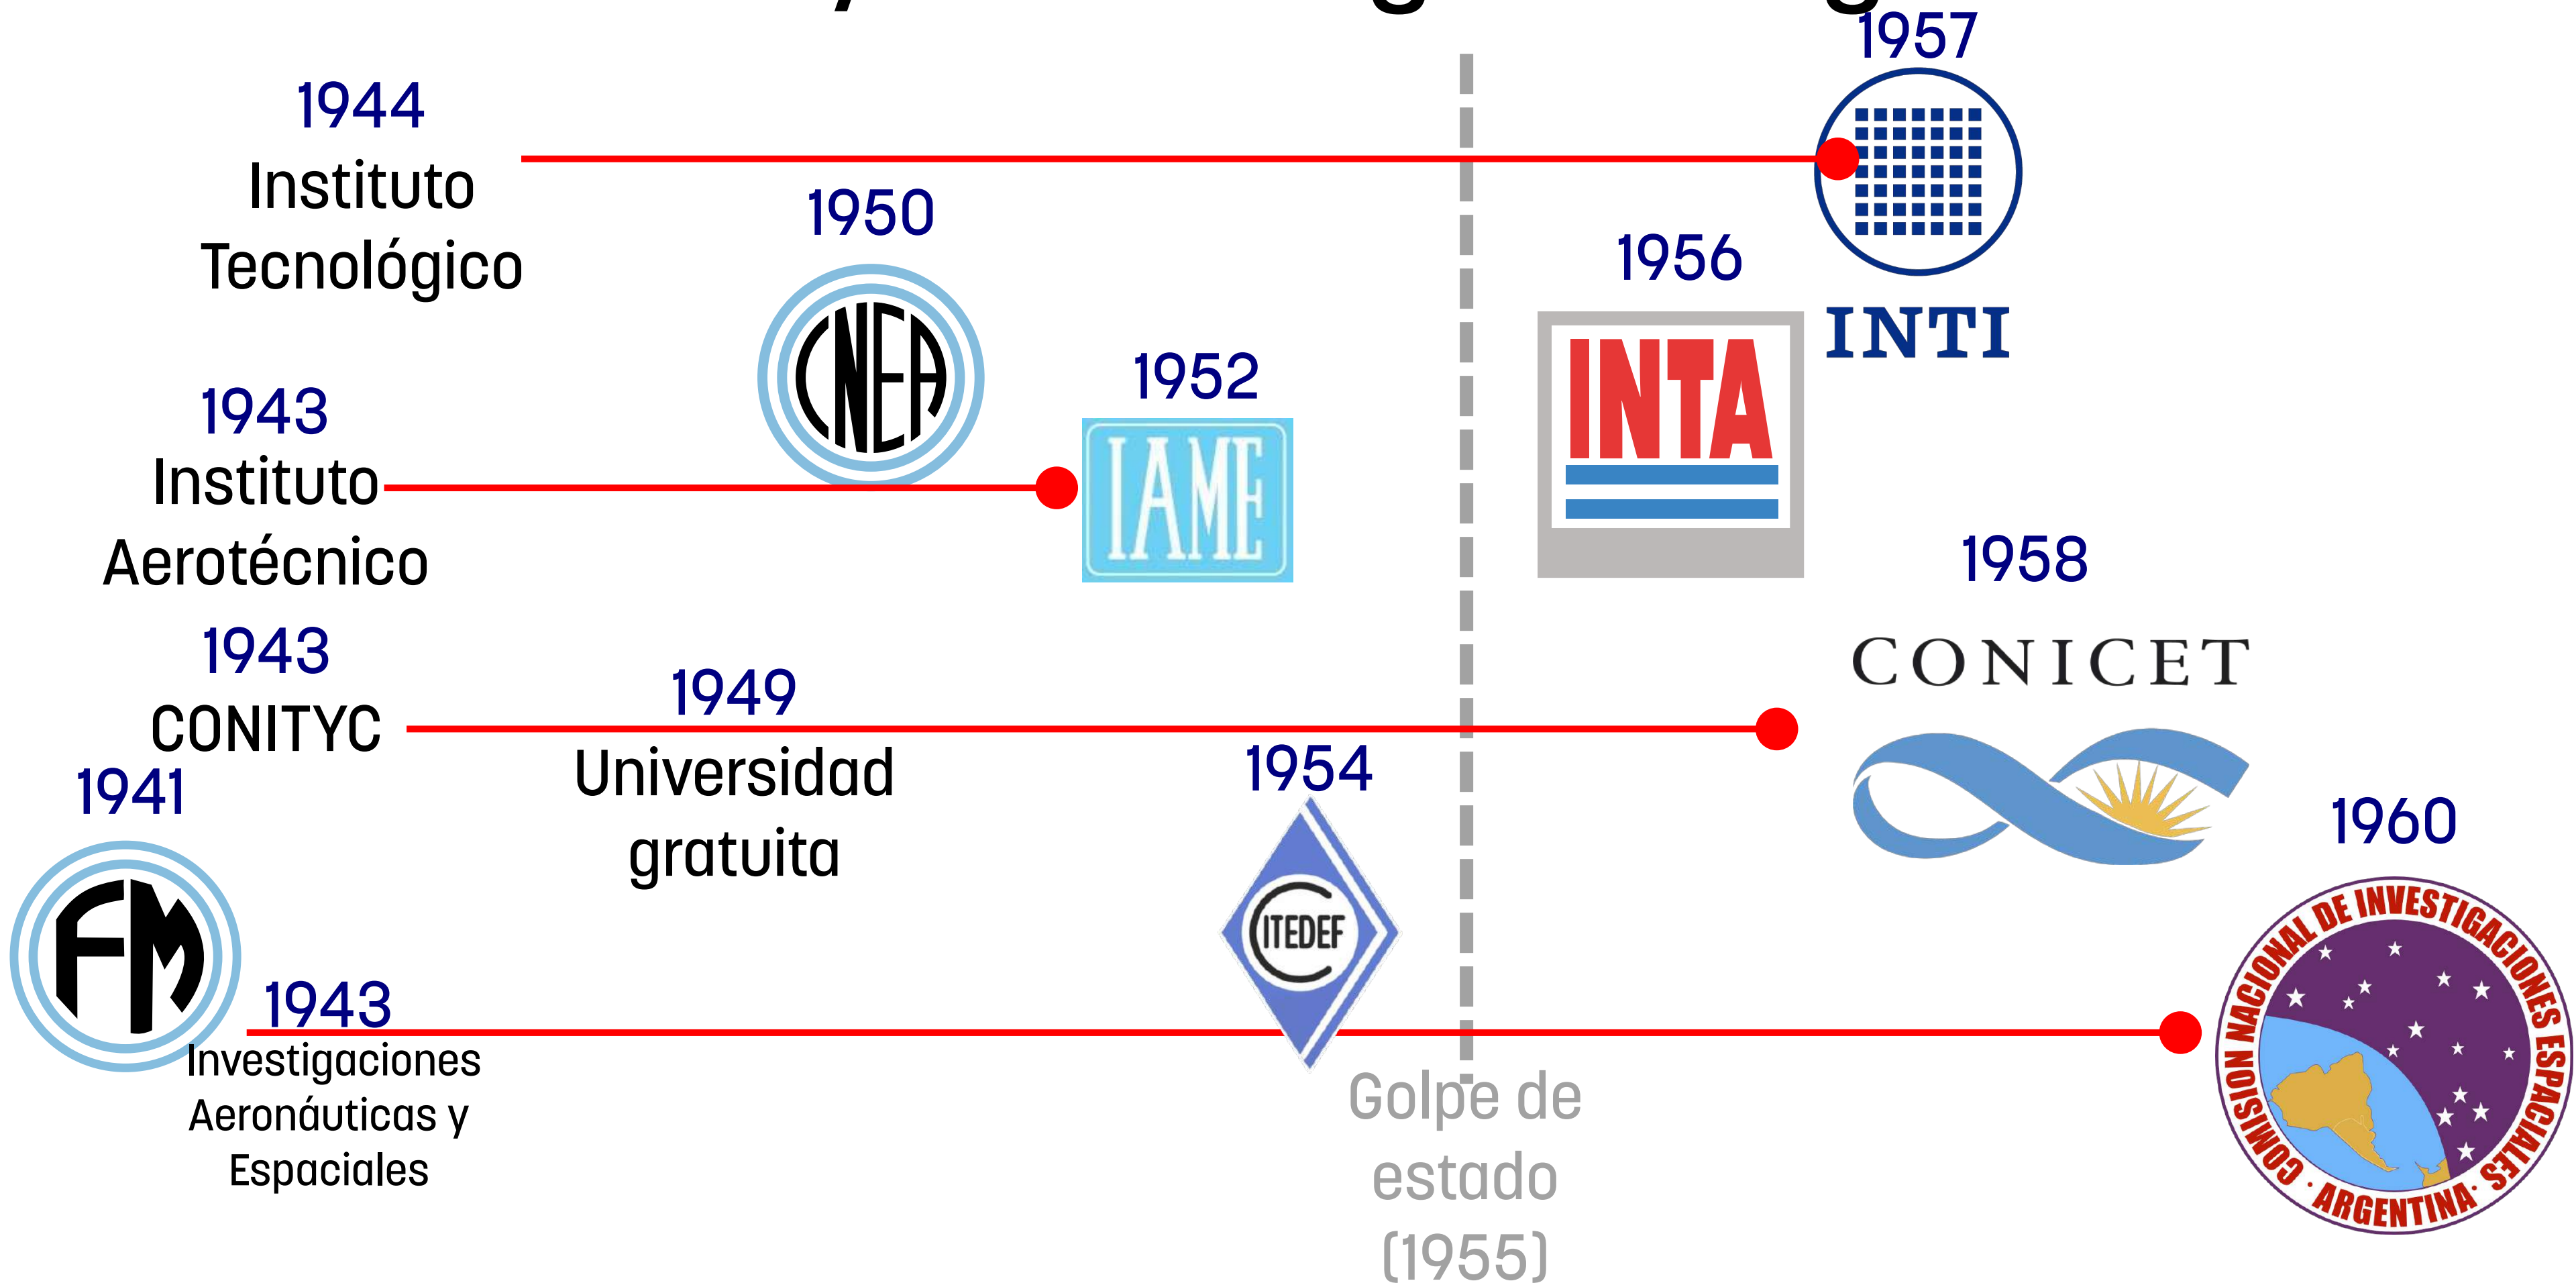 1957
1944
Instituto
Tecnológico
1950
CNEA
1956
INTI
INTA
1952
IAME
1943
Instituto
Aerotécnico
1943
CONITYC
1949
Universidad
gratuita
1958
CONICET
1954
CITEDEF
1941
FM
1943
Investigaciones
Aeronáuticas y
Espaciales
1960
COMISION NACIONAL DE INVESTIGACIONES ESPACIALES
· ARGENTINA ·
Golpe de
estado
(1955)